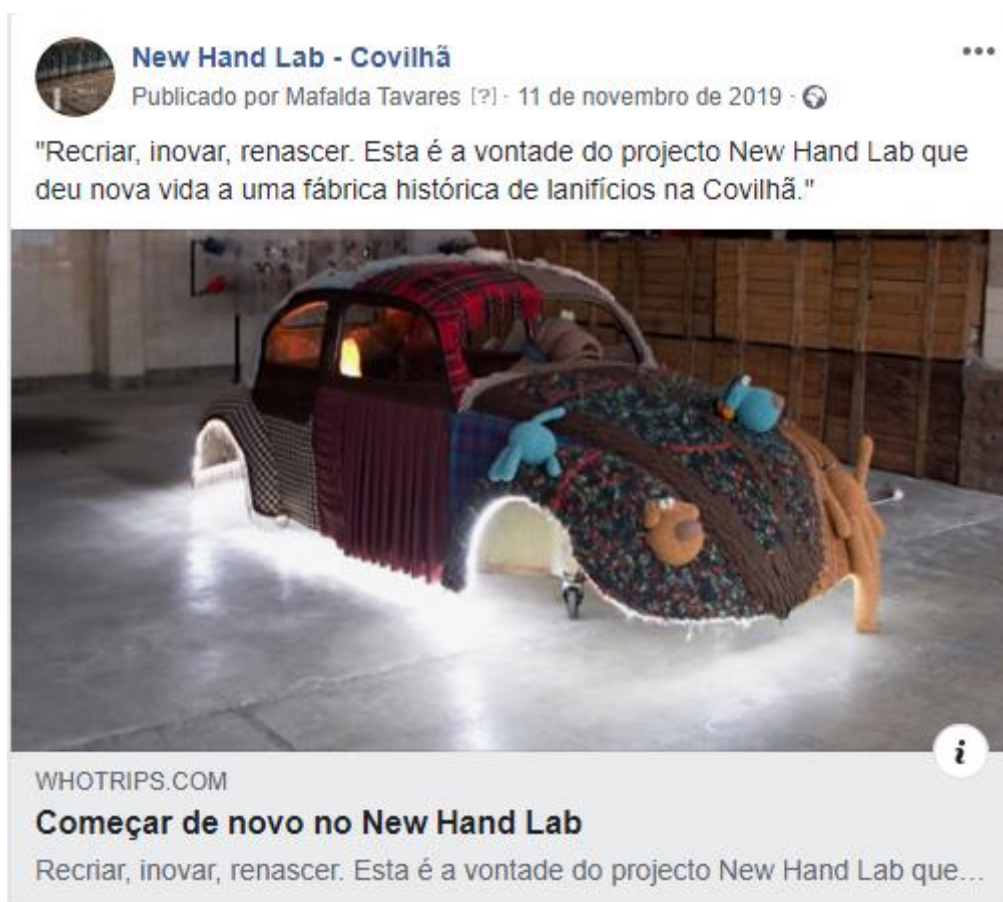 New Hand Lab - Covilhã
Publicado por Mafalda Tavares [?] · 11 de novembro de 2019 ·
"Recriar, inovar, renascer. Esta é a vontade do projecto New Hand Lab que
deu nova vida a uma fábrica histórica de lanifícios na Covilhã."
i
WHOTRIPS.COM
Começar de novo no New Hand Lab
Recriar, inovar, renascer. Esta é a vontade do projecto New Hand Lab que...